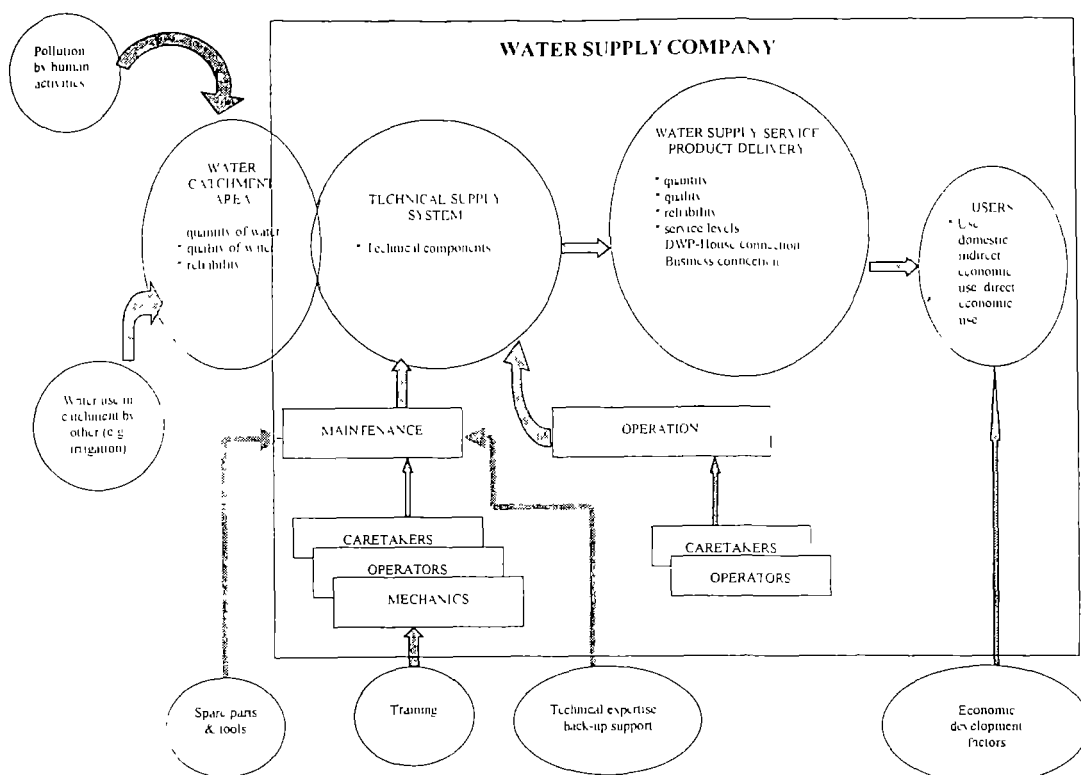 WATER SUPPLY COMPANY
Pollution
by human
activities
WATER
CATCHMENT
AREA
quantity of water
* quality of water
* reliability
TECHNICAL SUPPLY
SYSTEM
* Technical components
WATER SUPPLY SERVICE
PRODUCT DELIVERY
* quantity
* quality
* reliability
* service levels
DWP-House connection
Business connection
USERS
* Use
domestic
indirect
economic
use direct
economic
use
Water use in
catchment by
other (e.g.
irrigation)
MAINTENANCE
OPERATION
CARETAKERS
OPERATORS
MECHANICS
CARETAKERS
OPERATORS
Spare parts
& tools
Training
Technical expertise
back-up support
Economic
development
factors